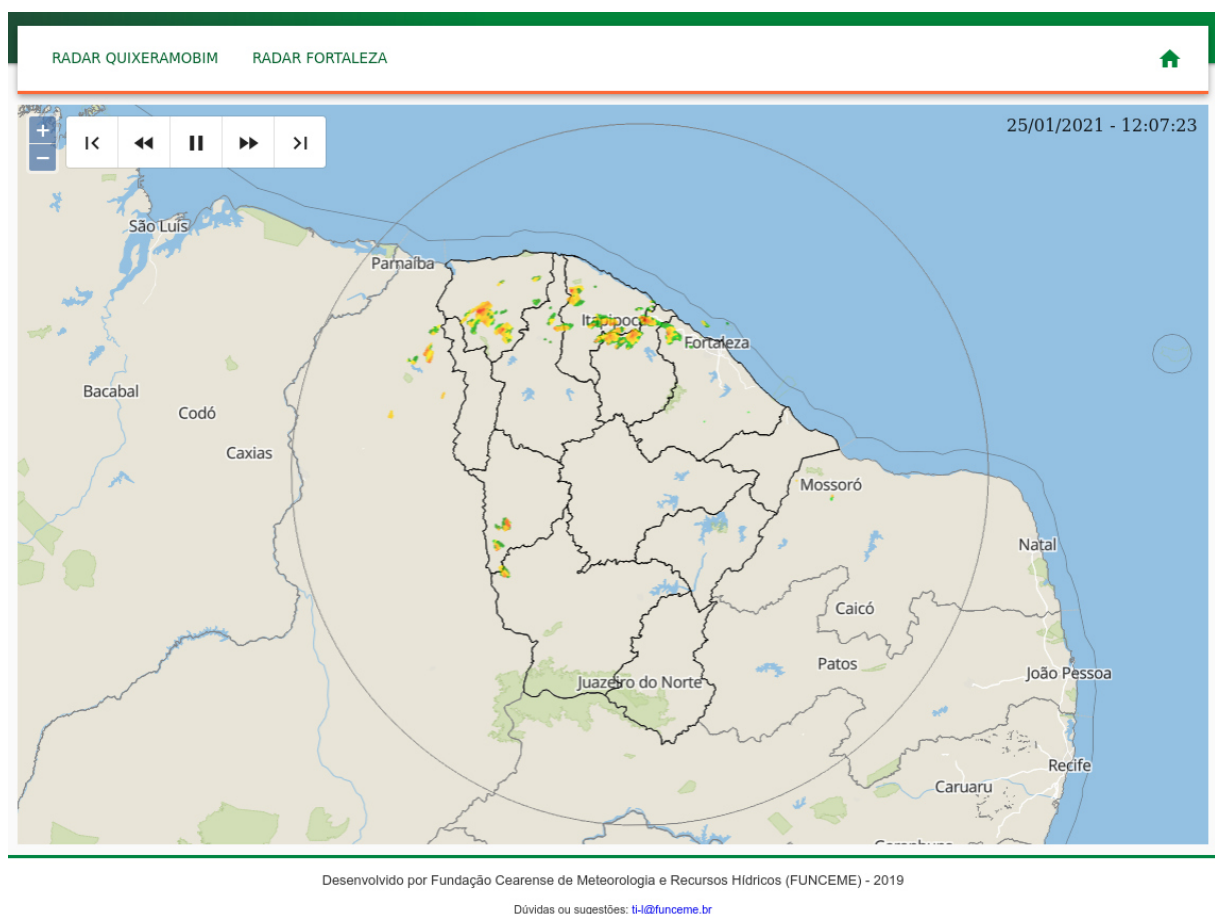 RADAR QUIXERAMOBIM RADAR FORTALEZA
25/01/2021 - 12:07:23
São Luís
Parnaíba
Fortaleza
Bacabal
Codó
Caxias
Mossoró
Natal
Caicó
Patos
João Pessoa
Juazeiro do Norte
Recife
Caruaru
Desenvolvido por Fundação Cearense de Meteorologia e Recursos Hídricos (FUNCEME) - 2019
Dúvidas ou sugestões: ti-l@funceme.br